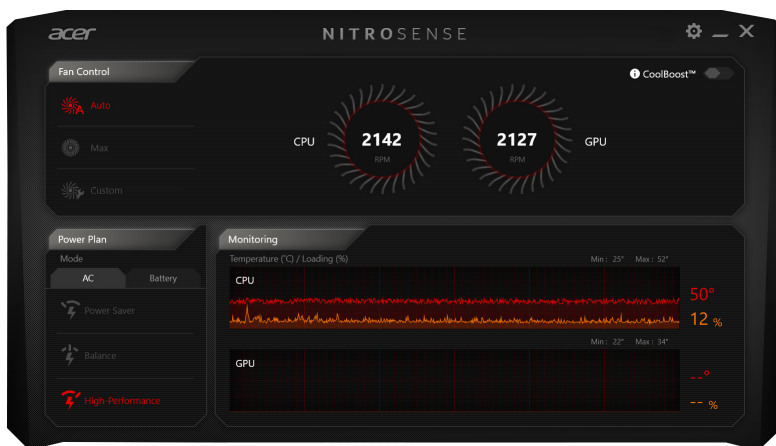 acer
NITROSENSE
Fan Control
CoolBoost™
Auto
Max
Custom
CPU
2142
RPM
2127
RPM
GPU
Power Plan
Mode
AC
Battery
Power Saver
Balance
High-Performance
Monitoring
Temperature (°C) / Loading (%)
Min : 25° Max : 52°
CPU
50°
12 %
Min : 22° Max : 34°
GPU
--°
-- %